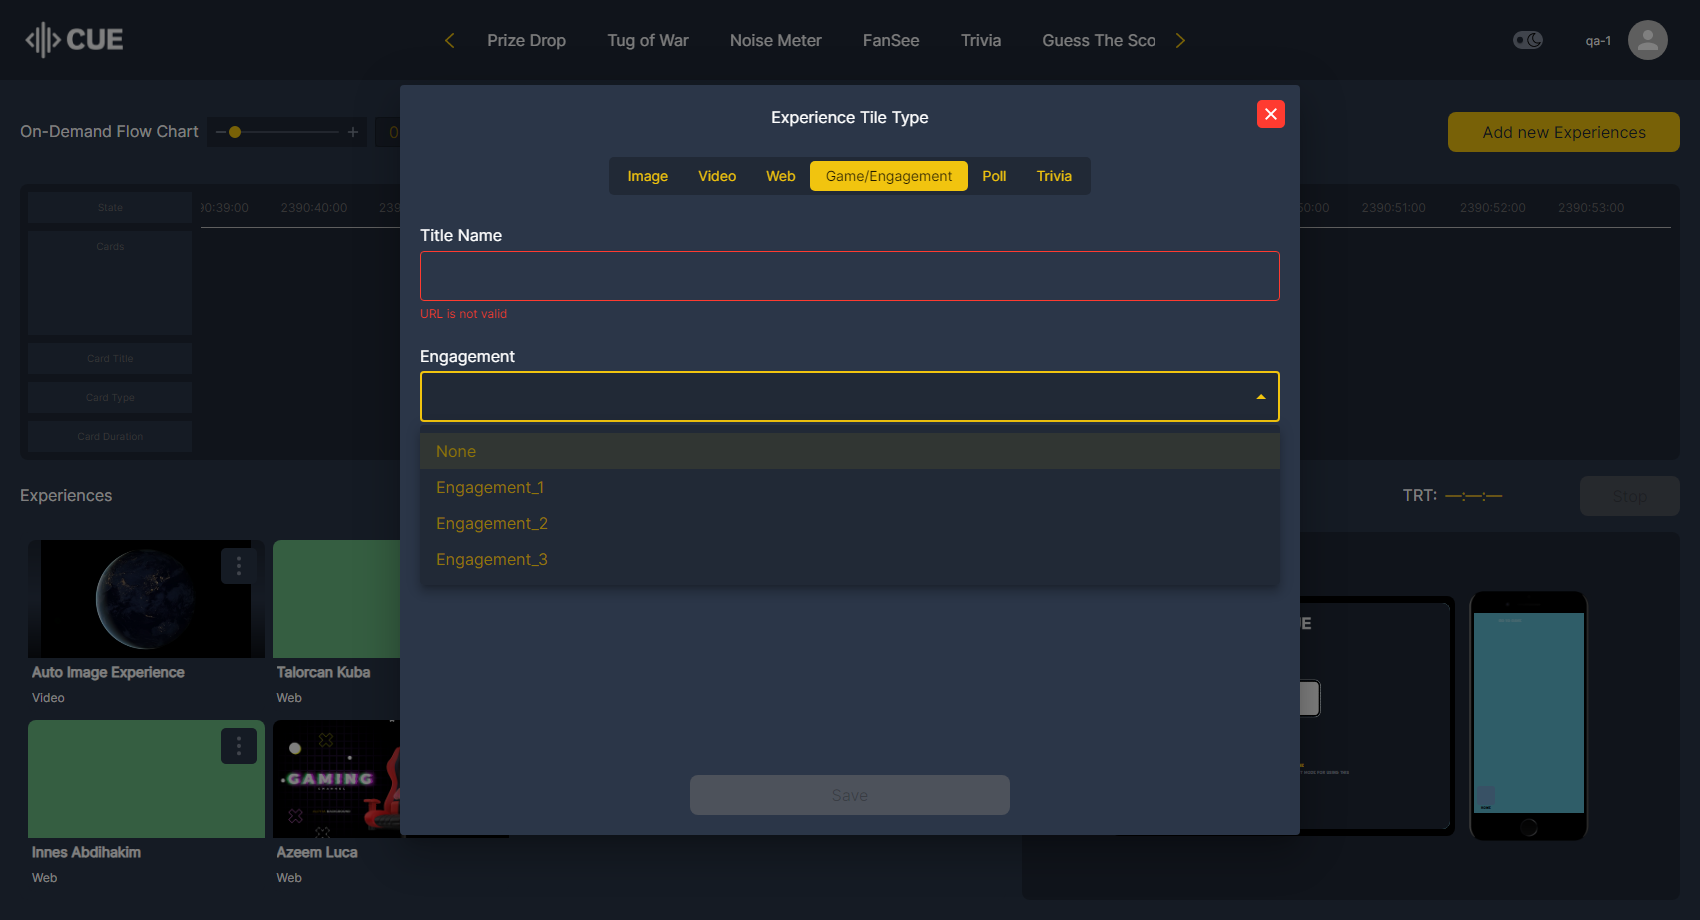 CUE
Prize Drop
Tug of War
Noise Meter
FanSee
Trivia
Guess The Sco
qa-1
On-Demand Flow Chart
0
Add new Experiences
Experience Tile Type
Image
Video
Web
Game/Engagement
Poll
Trivia
State
0:39:00
2390:40:00
239
50:00
2390:51:00
2390:52:00
2390:53:00
Cards
Card Title
Card Type
Card Duration
Title Name
URL is not valid
Engagement
None
Engagement_1
Engagement_2
Engagement_3
Experiences
TRT: —:—:—
Stop
Auto Image Experience
Video
Talorcan Kuba
Web
UE
GAMING
Save
Innes Abdihakim
Web
Azeem Luca
Web